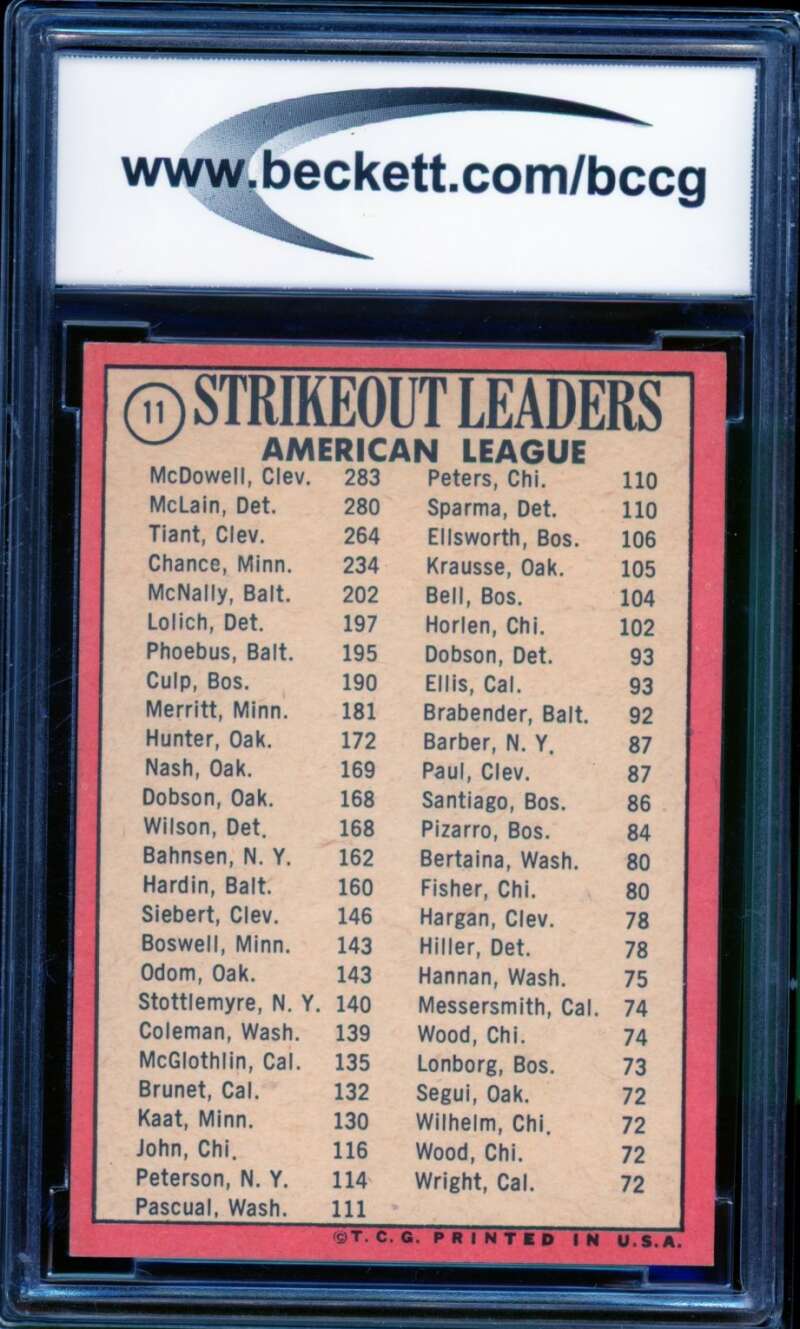 www.beckett.com/bccg
11 STRIKEOUT LEADERS
AMERICAN LEAGUE
McDowell, Clev. 283
McLain, Det. 280
Tiant, Clev. 264
Chance, Minn. 234
McNally, Balt. 202
Lolich, Det. 197
Phoebus, Balt. 195
Culp, Bos. 190
Merritt, Minn. 181
Hunter, Oak. 172
Nash, Oak. 169
Dobson, Oak. 168
Wilson, Det. 168
Bahnsen, N. Y. 162
Hardin, Balt. 160
Siebert, Clev. 146
Boswell, Minn. 143
Odom, Oak. 143
Stottlemyre, N. Y. 140
Coleman, Wash. 139
McGlothlin, Cal. 135
Brunet, Cal. 132
Kaat, Minn. 130
John, Chi. 116
Peterson, N. Y. 114
Pascual, Wash. 111
Peters, Chi. 110
Sparma, Det. 110
Ellsworth, Bos. 106
Krausse, Oak. 105
Bell, Bos. 104
Horlen, Chi. 102
Dobson, Det. 93
Ellis, Cal. 93
Brabender, Balt. 92
Barber, N. Y. 87
Paul, Clev. 87
Santiago, Bos. 86
Pizarro, Bos. 84
Bertaina, Wash. 80
Fisher, Chi. 80
Hargan, Clev. 78
Hiller, Det. 78
Hannan, Wash. 75
Messersmith, Cal. 74
Wood, Chi. 74
Lonborg, Bos. 73
Segui, Oak. 72
Wilhelm, Chi. 72
Wood, Chi. 72
Wright, Cal. 72
©T. C. G. PRINTED IN U.S.A.